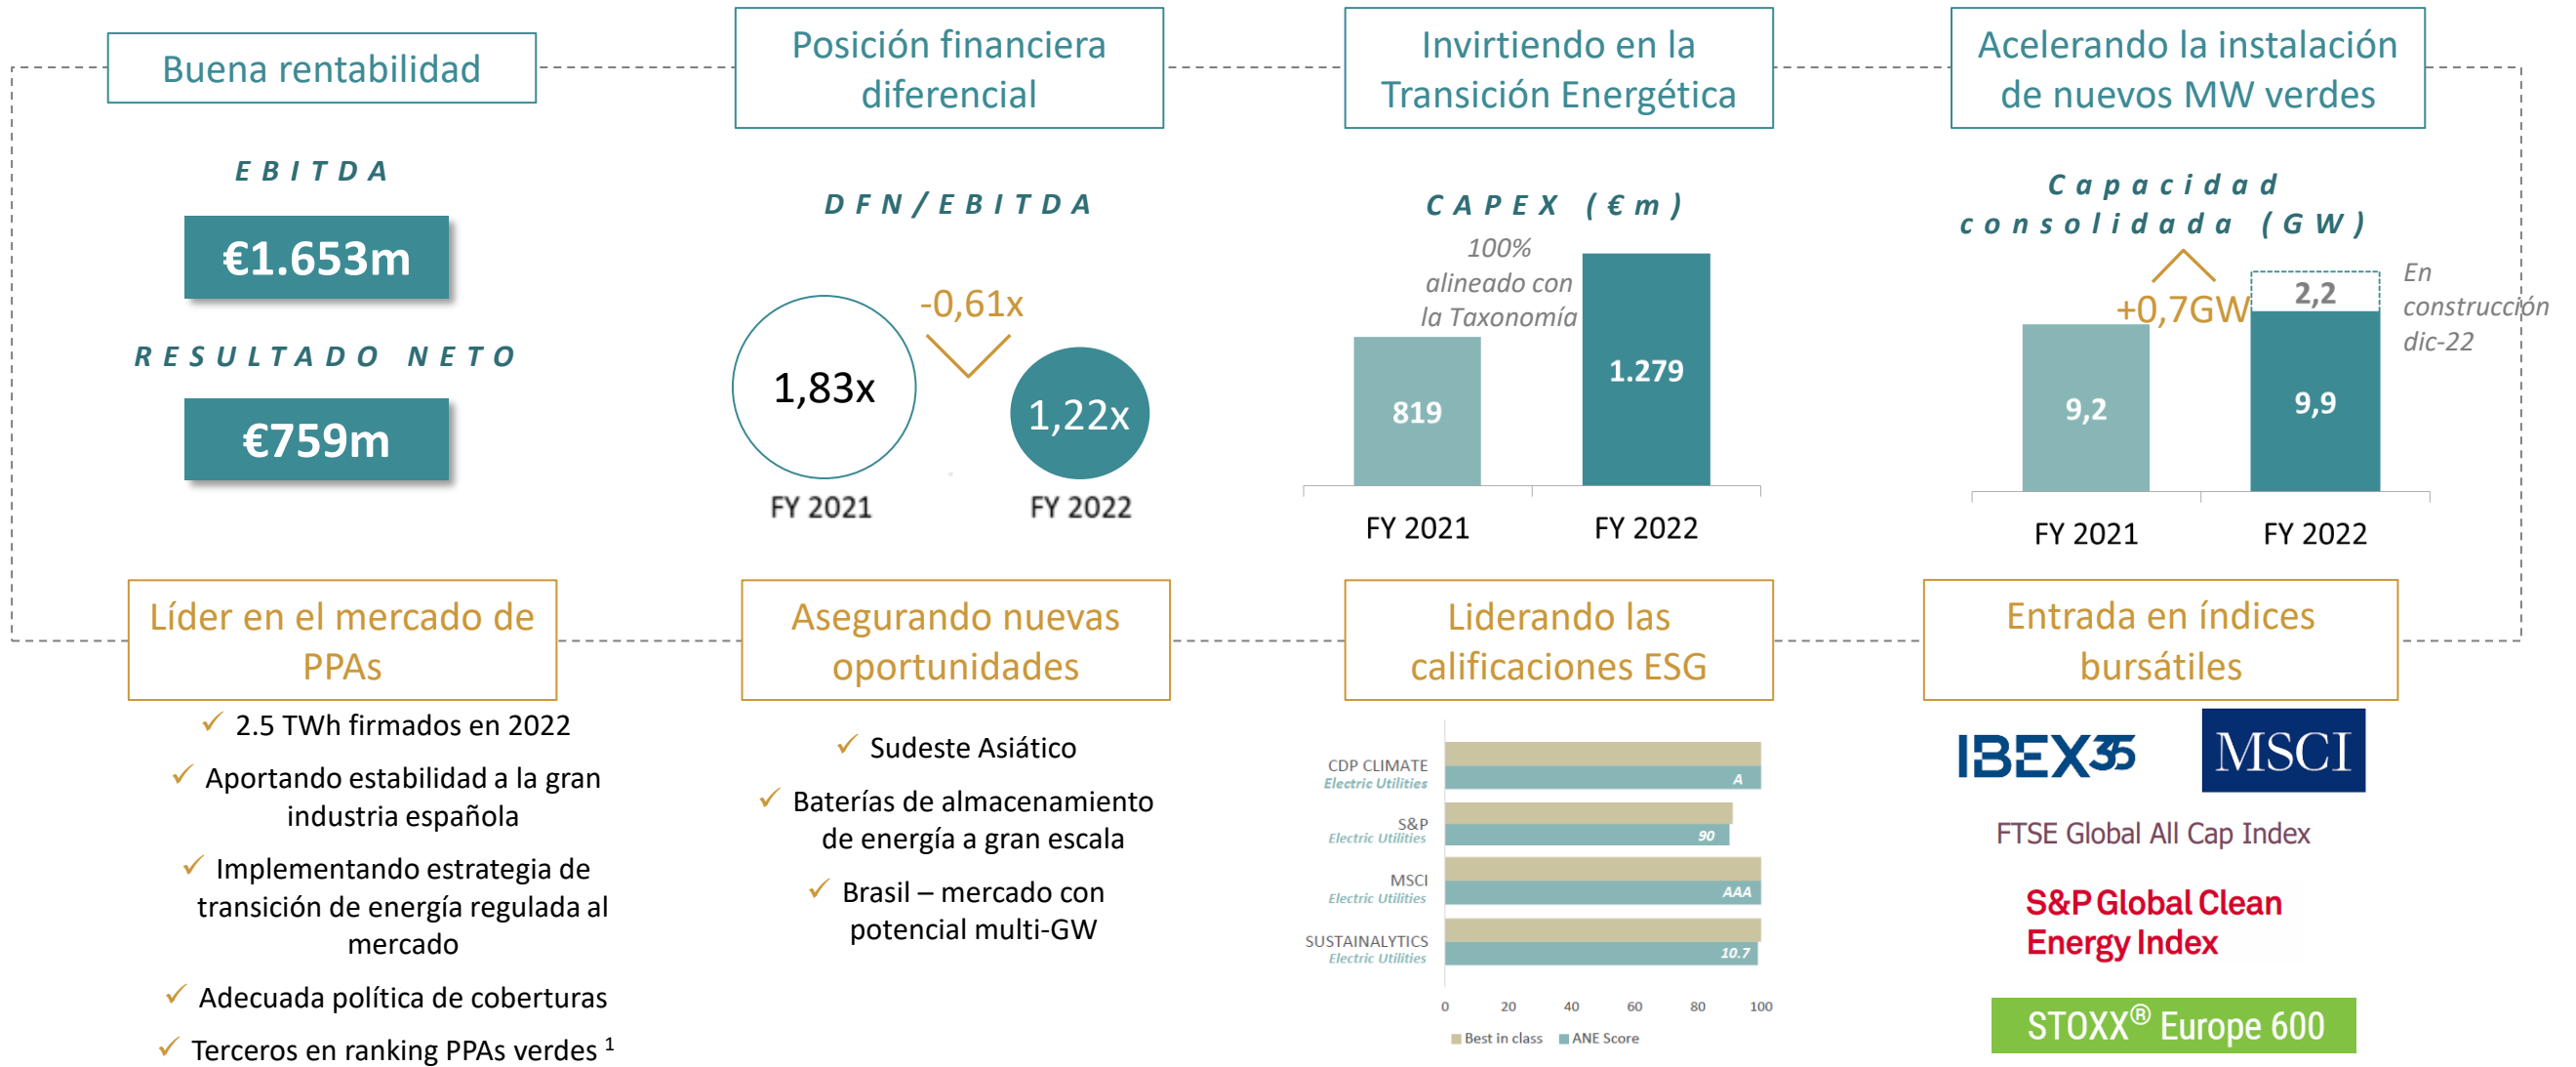 Buena rentabilidad
EBITDA
€1.653m
RESULTADO NETO
€759m
Posición financiera
diferencial
DFN/EBITDA
-0,61x
1,83x
1,22x
FY 2021
FY 2022
Invirtiendo en la
Transición Energética
CAPEX (€m)
100%
alineado con
la Taxonomía
819
1.279
FY 2021
FY 2022
Acelerando la instalación
de nuevos MW verdes
Capacidad
consolidada (GW)
+0,7GW
2,2
En
construcción
dic-22
9,2
9,9
FY 2021
FY 2022
Líder en el mercado de
PPAs
✓ 2.5 TWh firmados en 2022
✓ Aportando estabilidad a la gran
industria española
✓ Implementando estrategia de
transición de energía regulada al
mercado
✓ Adecuada política de coberturas
✓ Terceros en ranking PPAs verdes ¹
Asegurando nuevas
oportunidades
✓ Sudeste Asiático
✓ Baterías de almacenamiento
de energía a gran escala
✓ Brasil – mercado con
potencial multi-GW
Liderando las
calificaciones ESG
CDP CLIMATE
Electric Utilities
A
S&P
Electric Utilities
90
MSCI
Electric Utilities
AAA
SUSTAINALYTICS
Electric Utilities
10.7
0 20 40 60 80 100
Best in class ANE Score
Entrada en índices
bursátiles
IBEX35
MSCI
FTSE Global All Cap Index
S&P Global Clean
Energy Index
STOXX® Europe 600